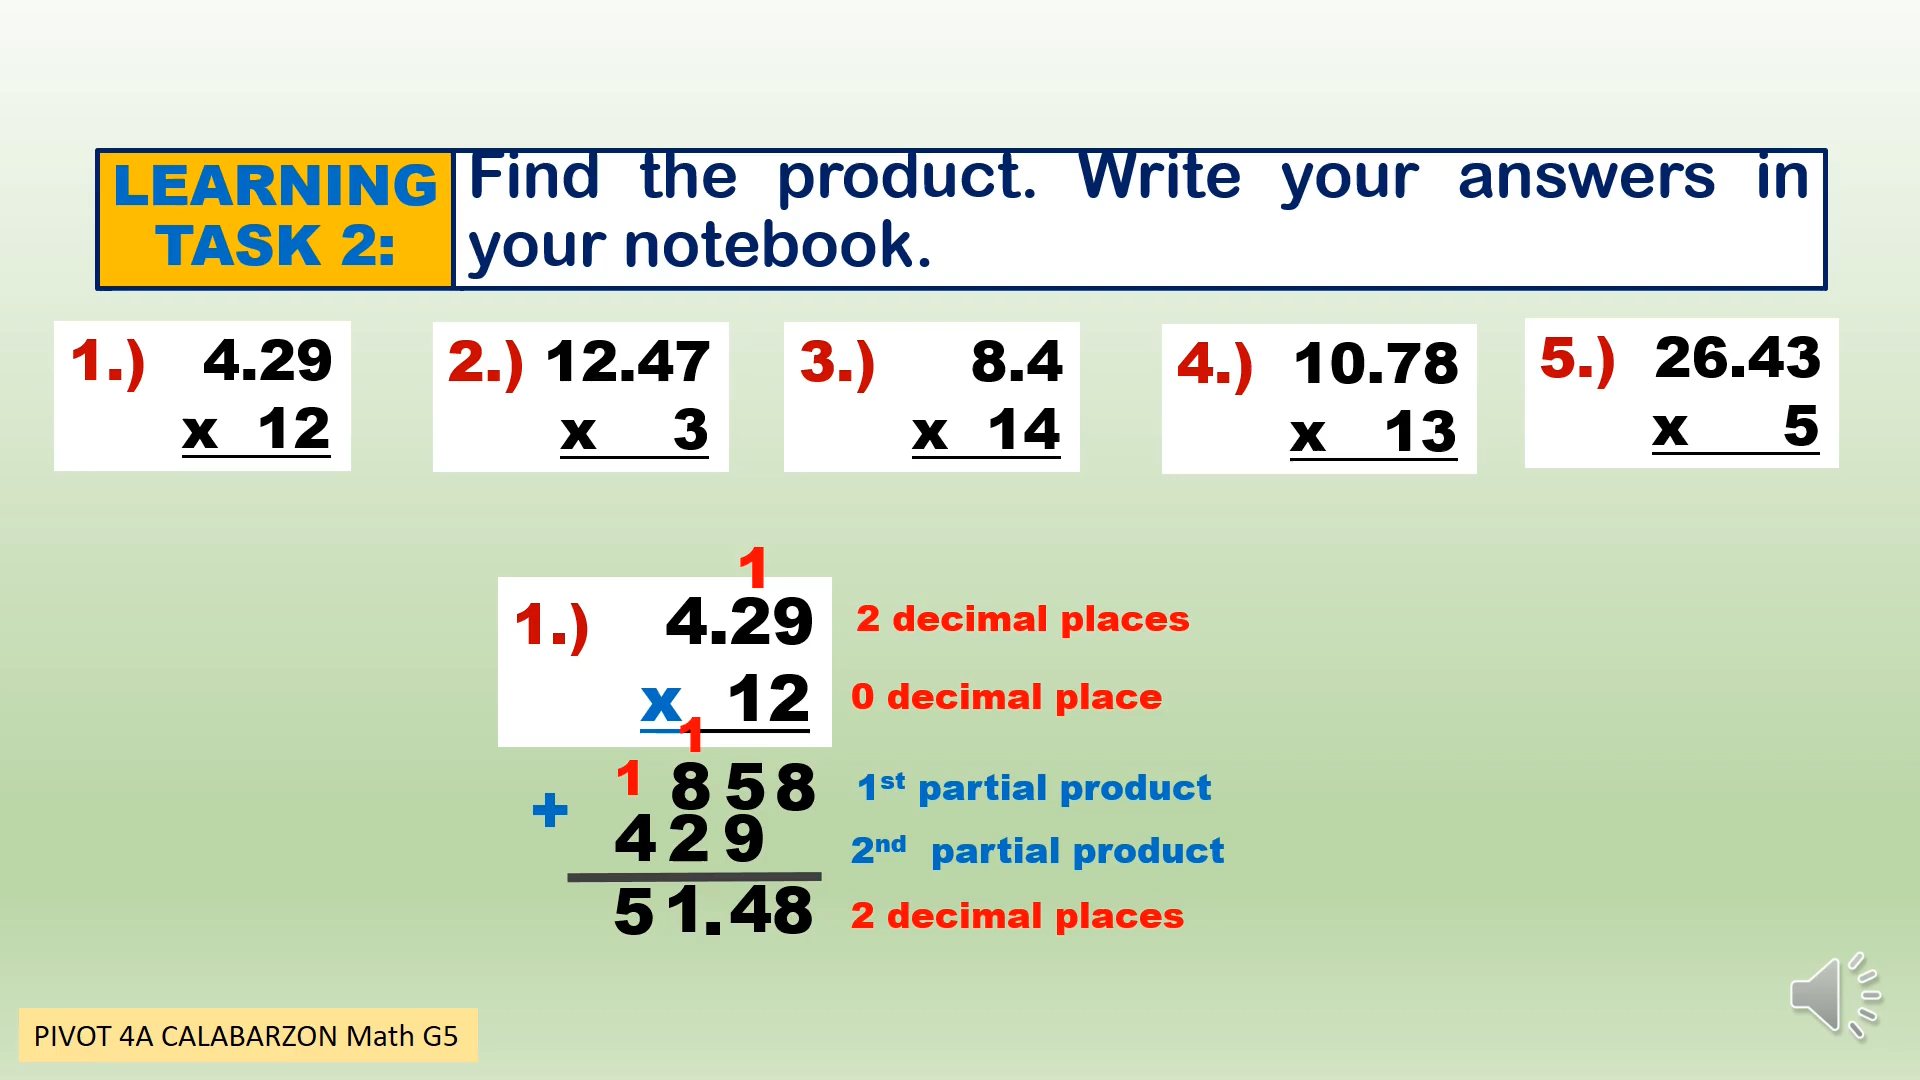 LEARNING
TASK 2:
Find the product. Write your answers in
your notebook.
1.) 4.29
x 12
2.) 12.47
x 3
3.) 8.4
x 14
4.) 10.78
x 13
5.) 26.43
x 5
1
1.) 4.29 2 decimal places
x 12 0 decimal place
1
1 858 1st partial product
+
429 2nd partial product
51.48 2 decimal places
PIVOT 4A CALABARZON Math G5